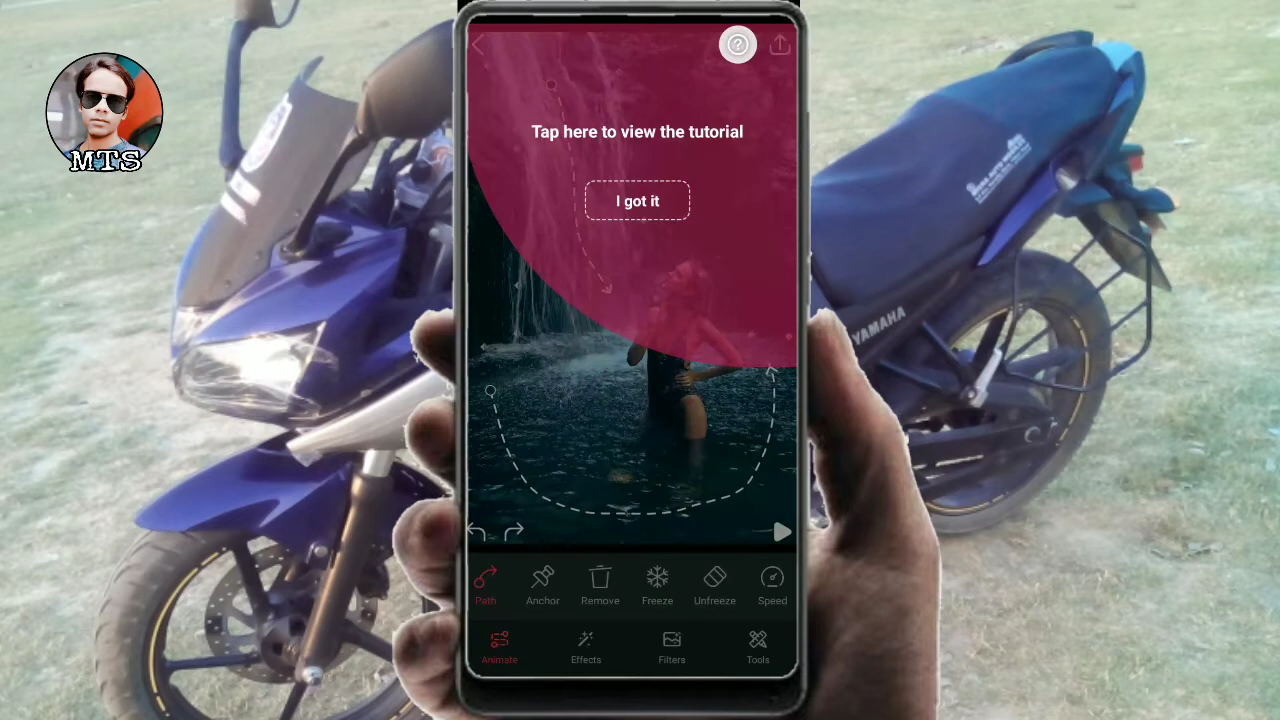 MTS
Tap here to view the tutorial
I got it
YAMAHA
Path
Anchor
Remove
Freeze
Unfreeze
Speed
Animate
Effects
Filters
Tools